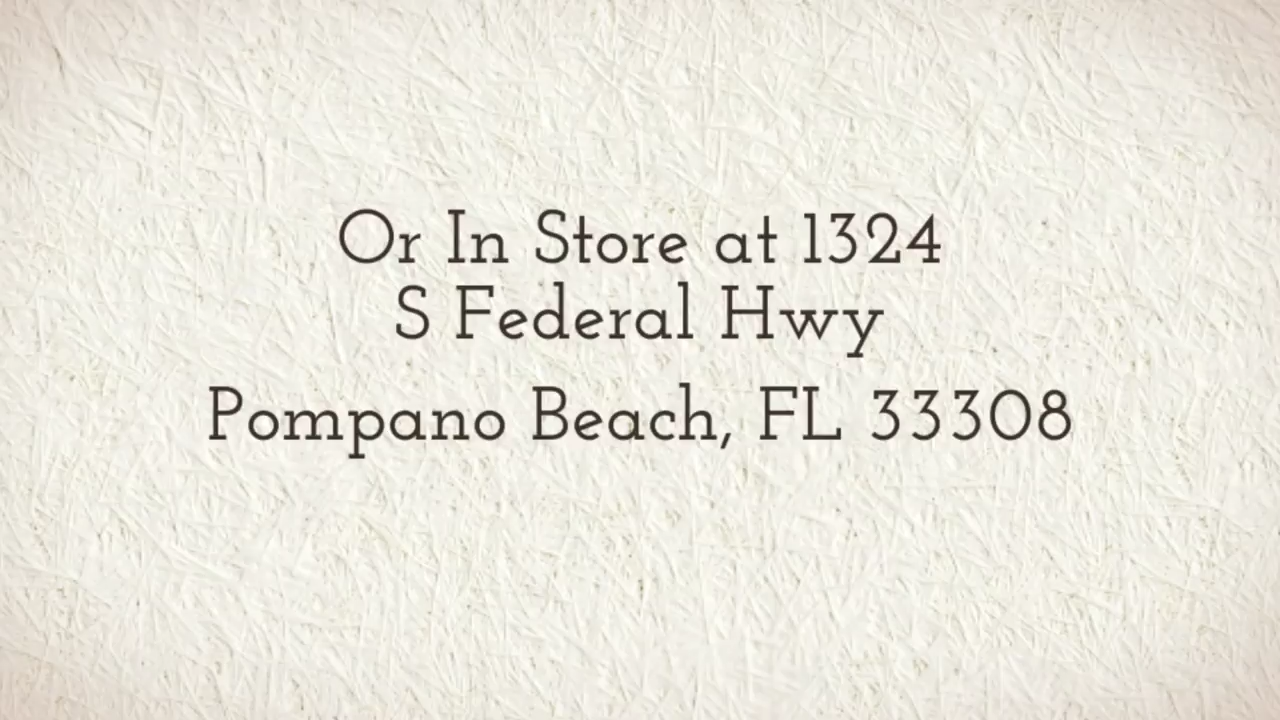 Or In Store at 1324
S Federal Hwy
Pompano Beach, FL 33308